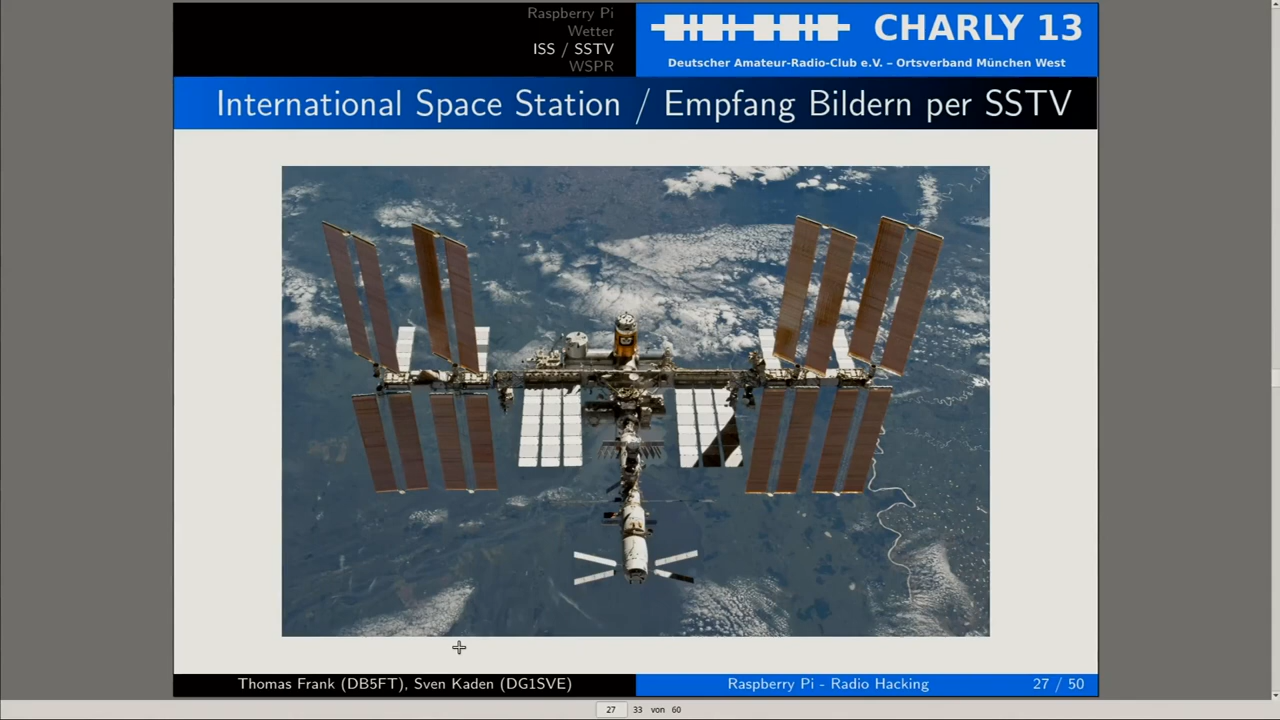 Raspberry Pi
Wetter
ISS / SSTV
WSPR
CHARLY 13
Deutscher Amateur-Radio-Club e.V. – Ortsverband München West
International Space Station / Empfang Bildern per SSTV
Thomas Frank (DB5FT), Sven Kaden (DG1SVE)
Raspberry Pi - Radio Hacking
27 / 50
27 33 von 60